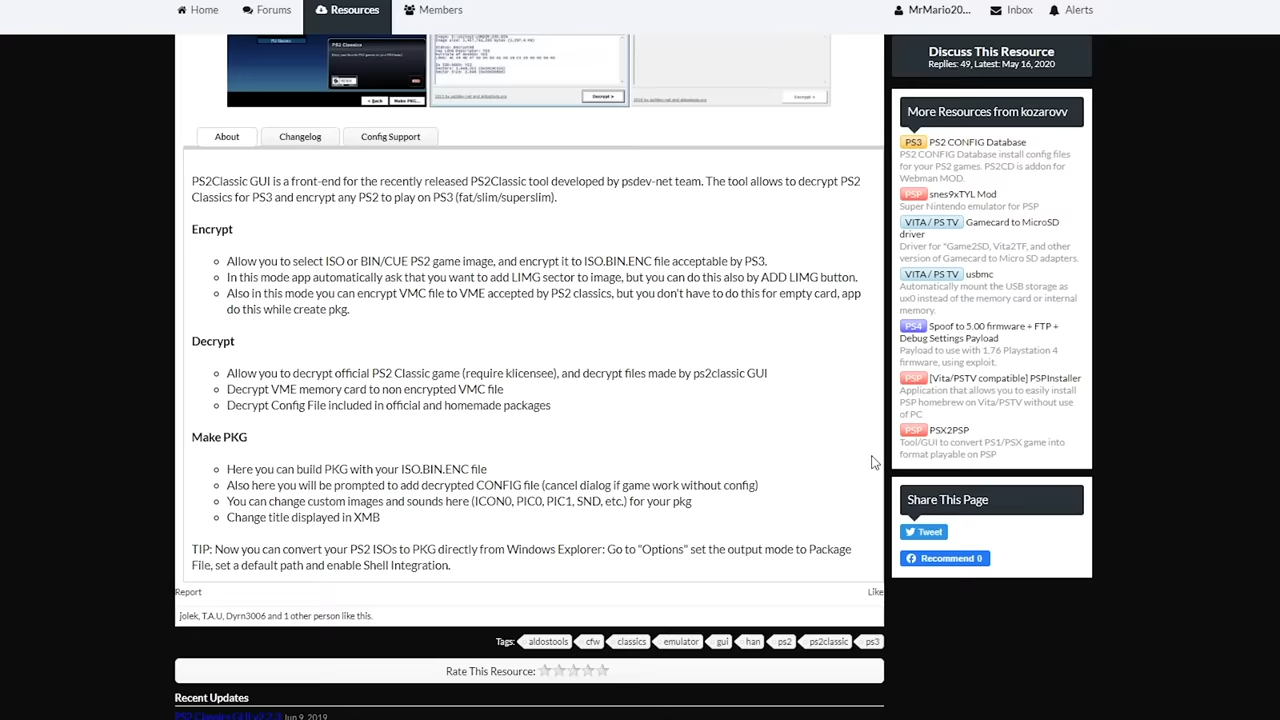 Home Forums Resources Members MrMario20... Inbox Alerts
PS2 Classics
PS2 Classics
< Back Make PKG...
Decrypt >
Decrypt >
About Changelog Config Support
PS2Classic GUI is a front-end for the recently released PS2Classic tool developed by psdev-net team. The tool allows to decrypt PS2
Classics for PS3 and encrypt any PS2 to play on PS3 (fat/slim/superslim).
Encrypt
Allow you to select ISO or BIN/CUE PS2 game image, and encrypt it to ISO.BIN.ENC file acceptable by PS3.
In this mode app automatically ask that you want to add LIMG sector to image, but you can do this also by ADD LIMG button.
Also in this mode you can encrypt VMC file to VME accepted by PS2 classics, but you don't have to do this for empty card, app
do this while create pkg.
Decrypt
Allow you to decrypt official PS2 Classic game (require klicensee), and decrypt files made by ps2classic GUI
Decrypt VME memory card to non encrypted VMC file
Decrypt Config File included in official and homemade packages
Make PKG
Here you can build PKG with your ISO.BIN.ENC file
Also here you will be prompted to add decrypted CONFIG file (cancel dialog if game work without config)
You can change custom images and sounds here (ICON0, PIC0, PIC1, SND, etc.) for your pkg
Change title displayed in XMB
TIP: Now you can convert your PS2 ISOs to PKG directly from Windows Explorer: Go to "Options" set the output mode to Package
File, set a default path and enable Shell Integration.
Report Like
jolek, T.A.U, Dyrn3006 and 1 other person like this.
Tags: aldostools cfw classics emulator gui han ps2 ps2classic ps3
Rate This Resource:
Recent Updates
PS2 Classics GUI v2.2.3 Jun 9, 2019
Discuss This Resource
Replies: 49, Latest: May 16, 2020
More Resources from kozarovv
PS3 PS2 CONFIG Database
PS2 CONFIG Database install config files
for your PS2 games. PS2CD is addon for
Webman MOD.
PSP snes9xTYL Mod
Super Nintendo emulator for PSP
VITA / PS TV Gamecard to MicroSD
driver
Driver for "Game2SD, Vita2TF, and other
version of Gamecard to Micro SD adapters.
VITA / PS TV usbmc
Automatically mount the USB storage as
ux0 instead of the memory card or internal
memory.
PS4 Spoof to 5.00 firmware + FTP +
Debug Settings Payload
Payload to use with 1.76 Playstation 4
firmware, using exploit.
PSP [Vita/PSTV compatible] PSPInstaller
Application that allows you to easily install
PSP homebrew on Vita/PSTV without use
of PC
PSP PSX2PSP
Tool/GUI to convert PS1/PSX game into
format playable on PSP
Share This Page
Tweet
Recommend 0